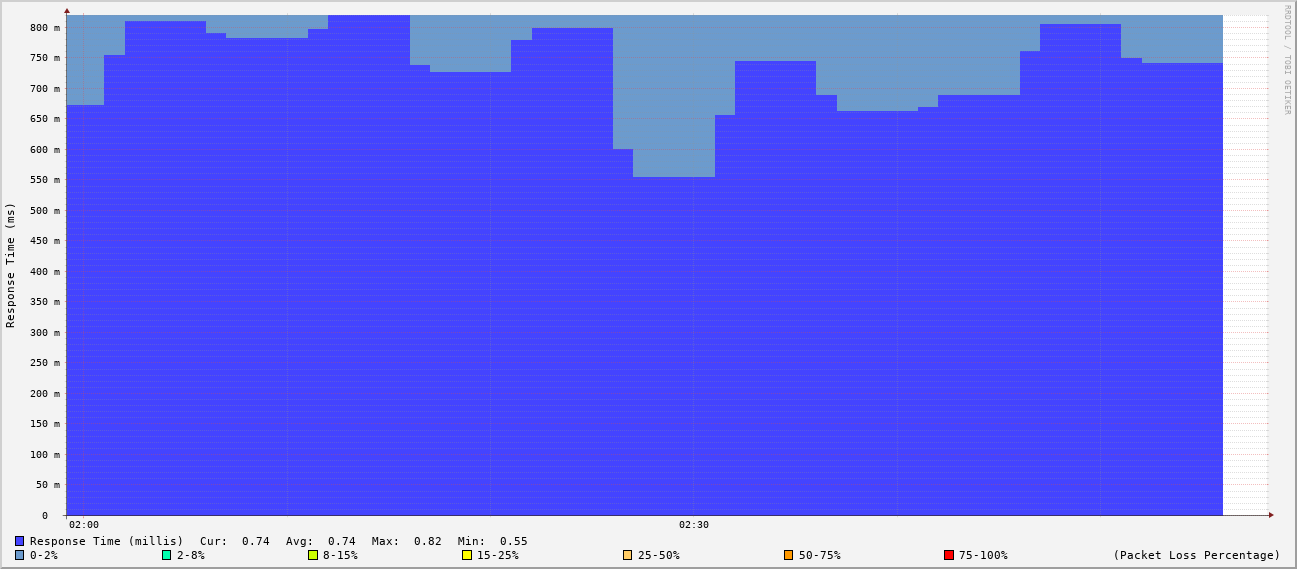 RRDTOOL / TOBI OETIKER
Response Time (ms)
800 m
750 m
700 m
650 m
600 m
550 m
500 m
450 m
400 m
350 m
300 m
250 m
200 m
150 m
100 m
50 m
0
02:00 02:30
Response Time (millis) Cur: 0.74 Avg: 0.74 Max: 0.82 Min: 0.55
0-2% 2-8% 8-15% 15-25% 25-50% 50-75% 75-100% (Packet Loss Percentage)